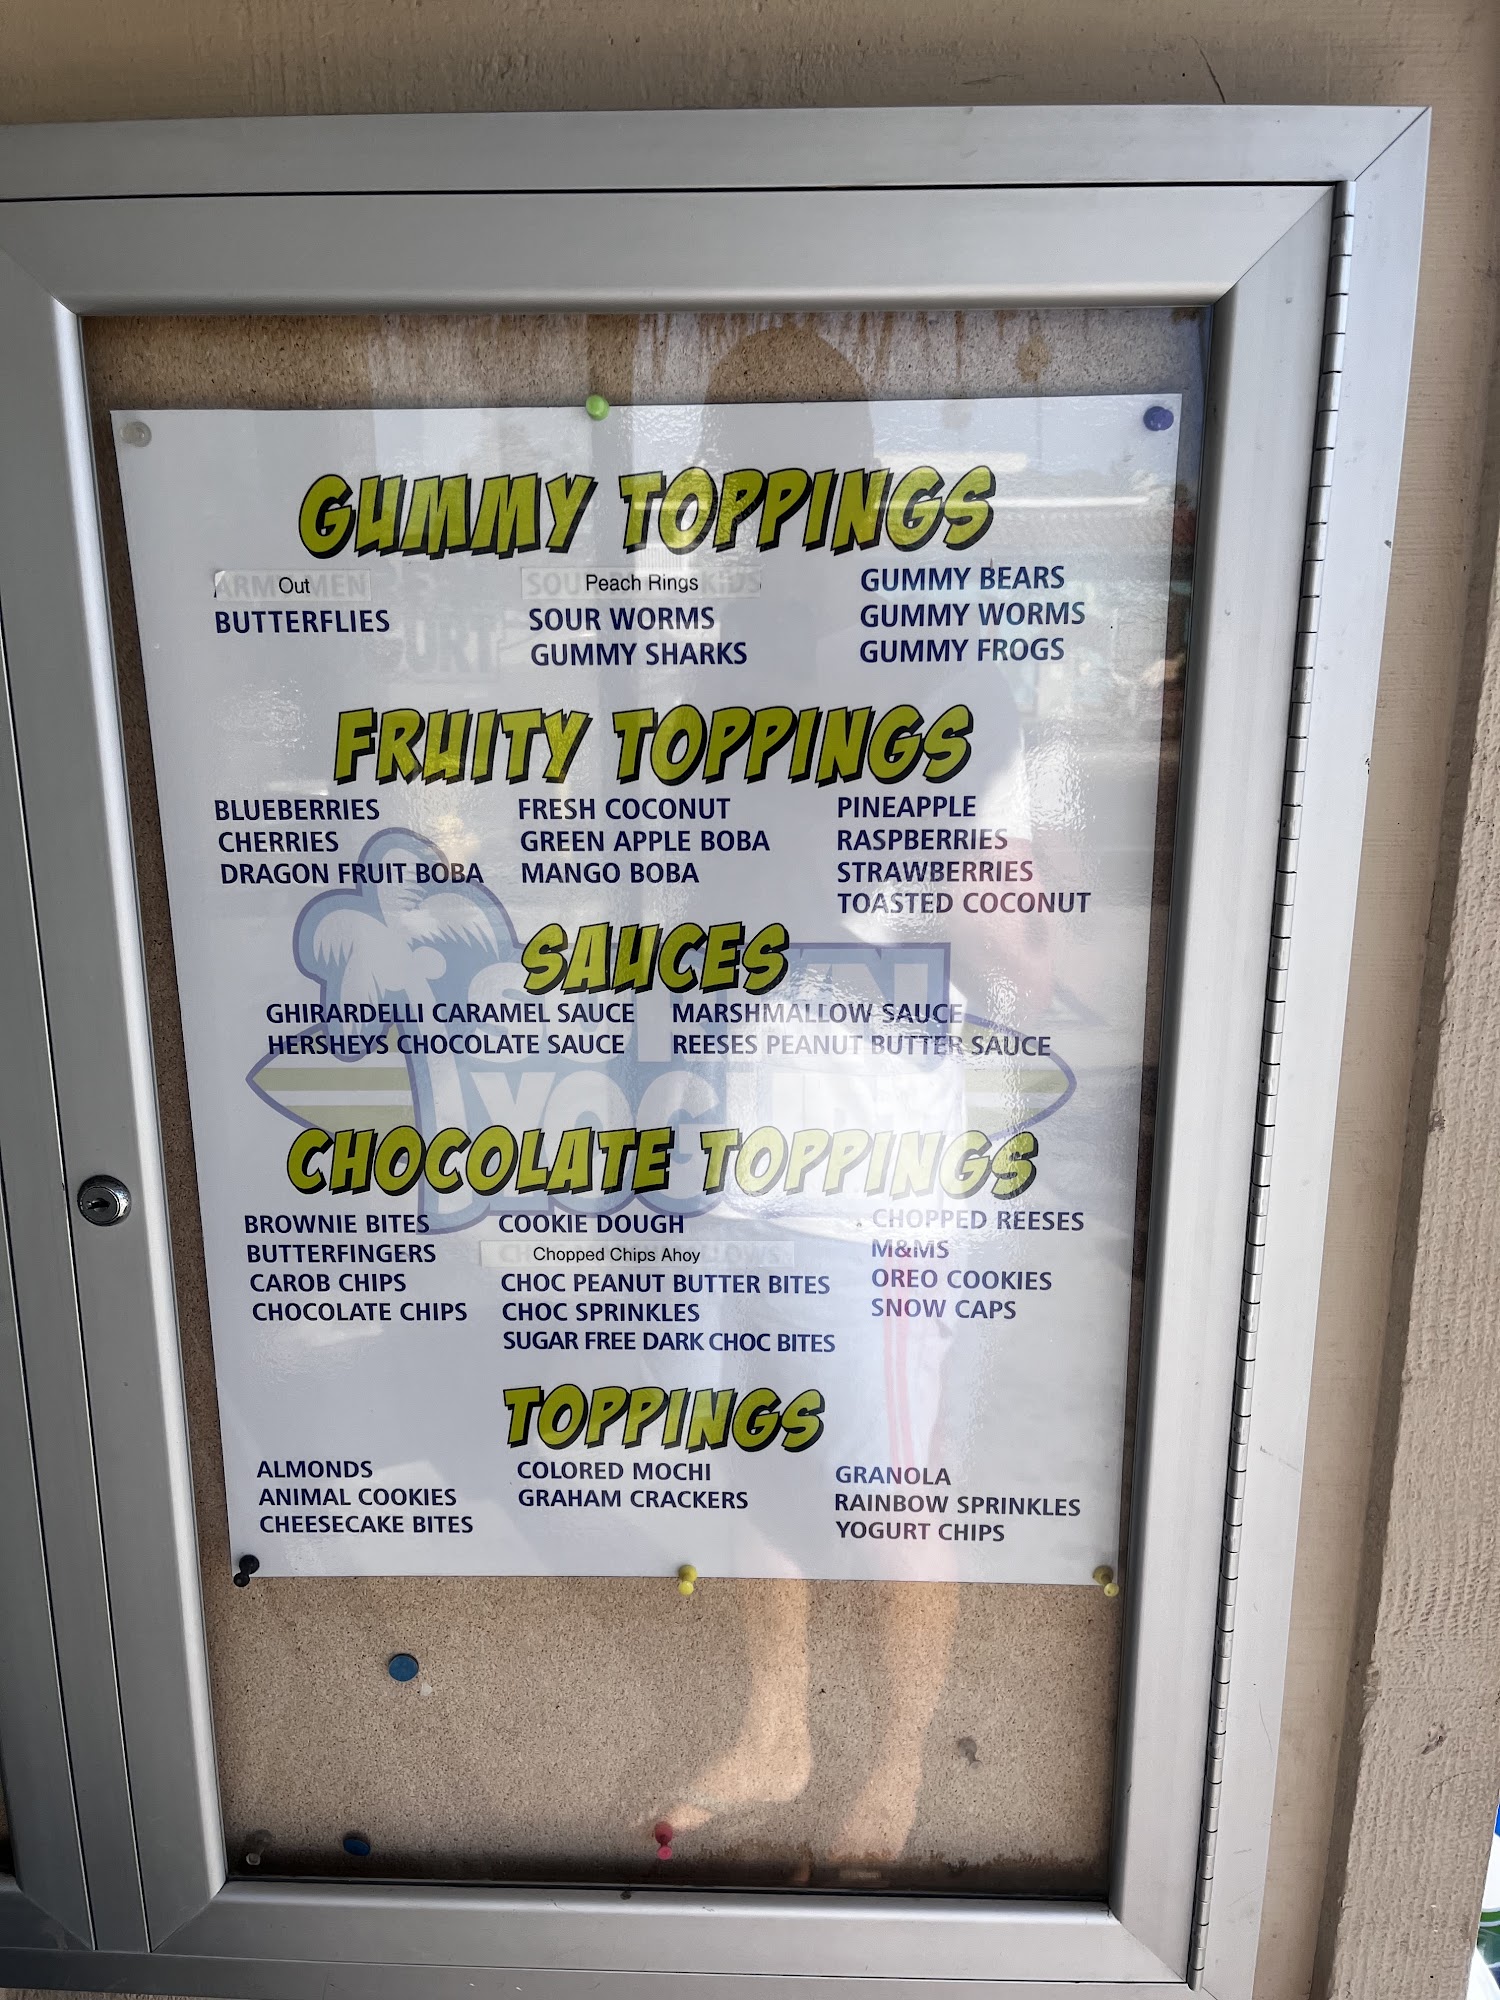 GUMMY TOPPINGS
Out
BUTTERFLIES
Peach Rings
SOUR WORMS
GUMMY SHARKS
GUMMY BEARS
GUMMY WORMS
GUMMY FROGS
FRUITY TOPPINGS
BLUEBERRIES
CHERRIES
DRAGON FRUIT BOBA
FRESH COCONUT
GREEN APPLE BOBA
MANGO BOBA
PINEAPPLE
RASPBERRIES
STRAWBERRIES
TOASTED COCONUT
SAUCES
GHIRARDELLI CARAMEL SAUCE
HERSHEYS CHOCOLATE SAUCE
MARSHMALLOW SAUCE
REESES PEANUT BUTTER SAUCE
YOGURT
CHOCOLATE TOPPINGS
BROWNIE BITES
BUTTERFINGERS
CAROB CHIPS
CHOCOLATE CHIPS
COOKIE DOUGH
Chopped Chips Ahoy
CHOC PEANUT BUTTER BITES
CHOC SPRINKLES
SUGAR FREE DARK CHOC BITES
CHOPPED REESES
M&MS
OREO COOKIES
SNOW CAPS
TOPPINGS
ALMONDS
ANIMAL COOKIES
CHEESECAKE BITES
COLORED MOCHI
GRAHAM CRACKERS
GRANOLA
RAINBOW SPRINKLES
YOGURT CHIPS